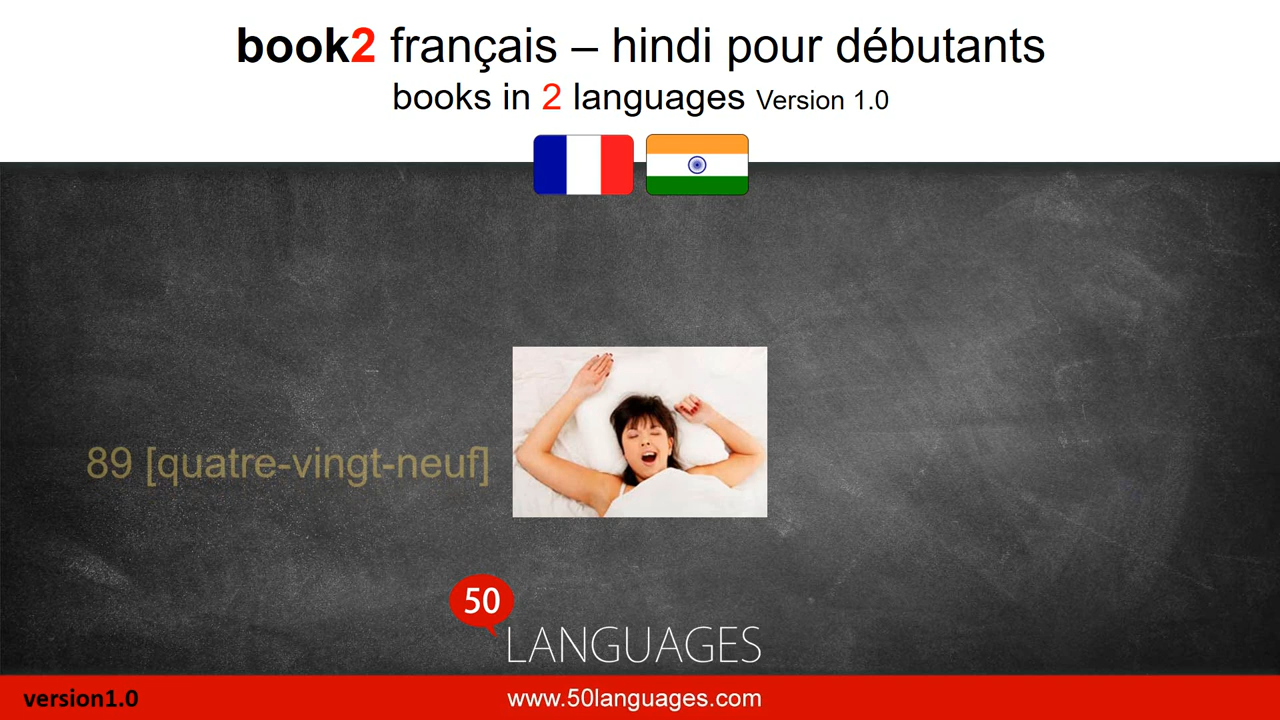 book2 français – hindi pour débutants
books in 2 languages Version 1.0
89 [quatre-vingt-neuf]
50
LANGUAGES
version1.0
www.50languages.com